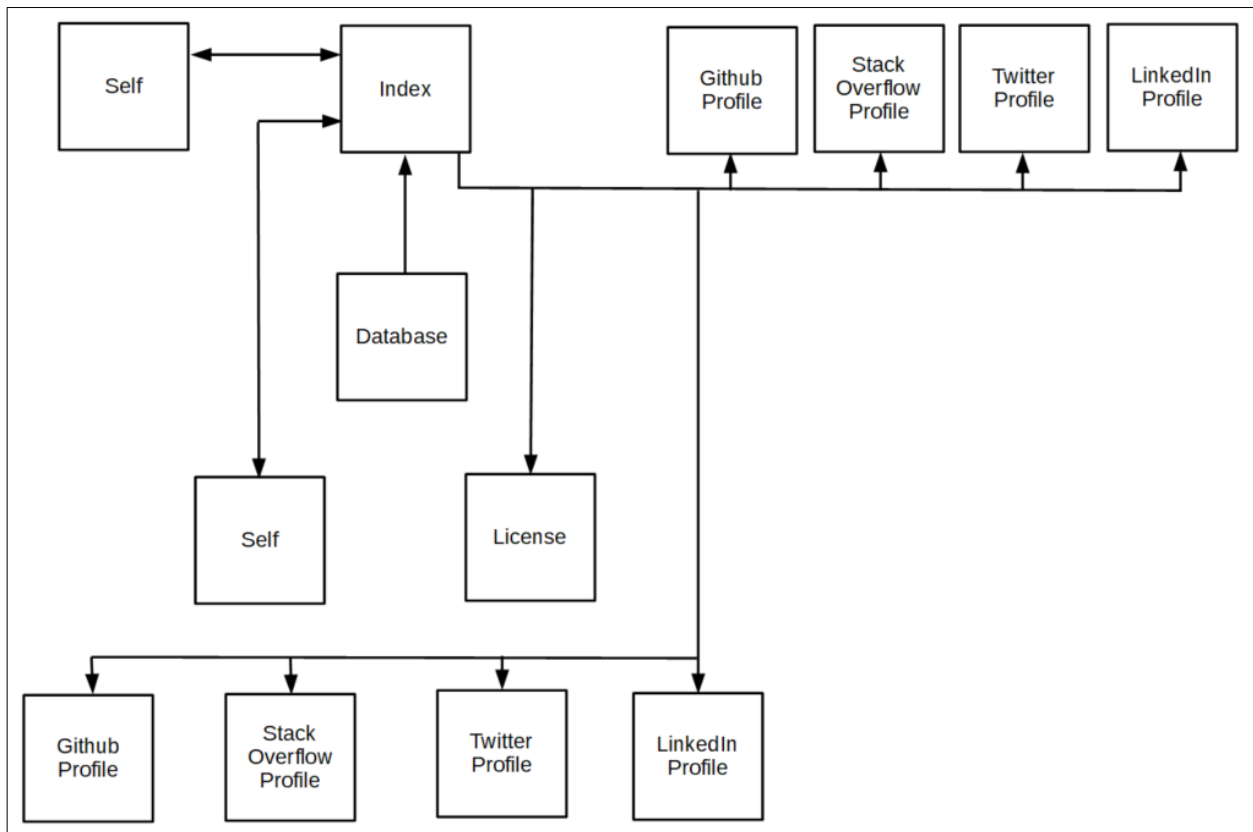 Self
Index
Github
Profile
Stack
Overflow
Profile
Twitter
Profile
LinkedIn
Profile
Database
Self
License
Github
Profile
Stack
Overflow
Profile
Twitter
Profile
LinkedIn
Profile